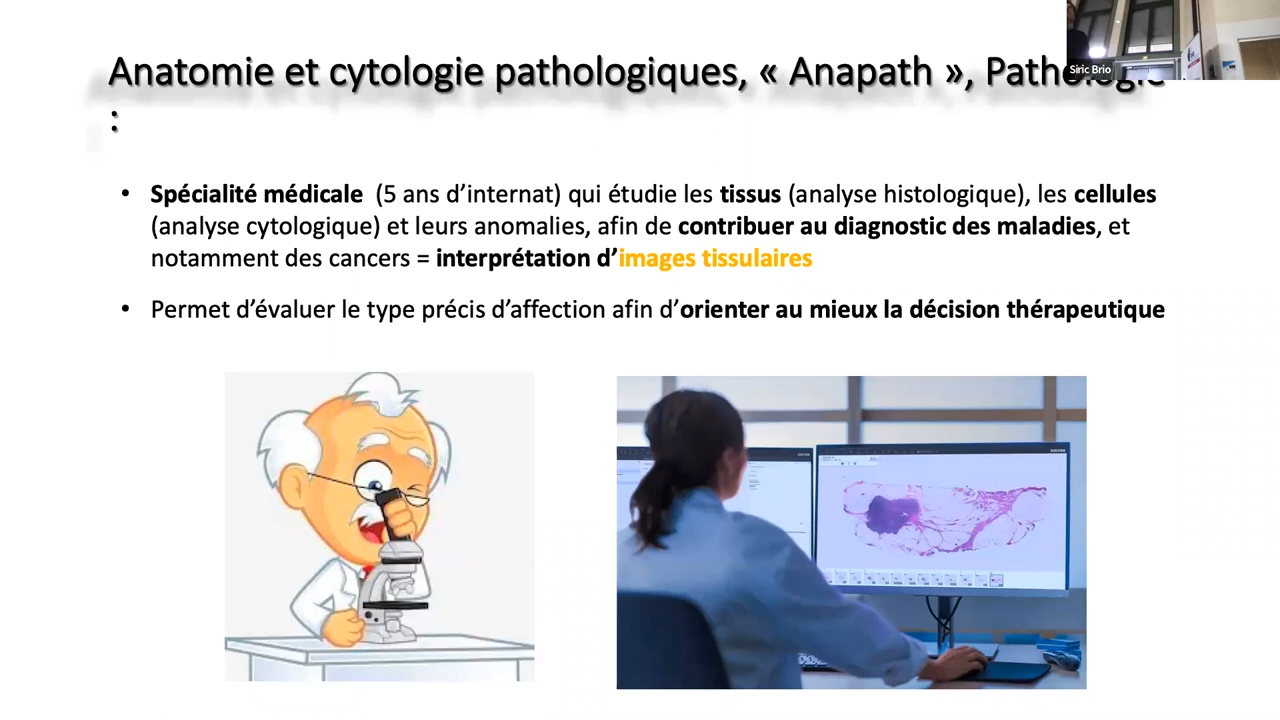 Anatomie et cytologie pathologiques, « Anapath », Pathologie
:
Siric Brio
• Spécialité médicale (5 ans d’internat) qui étudie les tissus (analyse histologique), les cellules
(analyse cytologique) et leurs anomalies, afin de contribuer au diagnostic des maladies, et
notamment des cancers = interprétation d’images tissulaires
• Permet d’évaluer le type précis d’affection afin d’orienter au mieux la décision thérapeutique